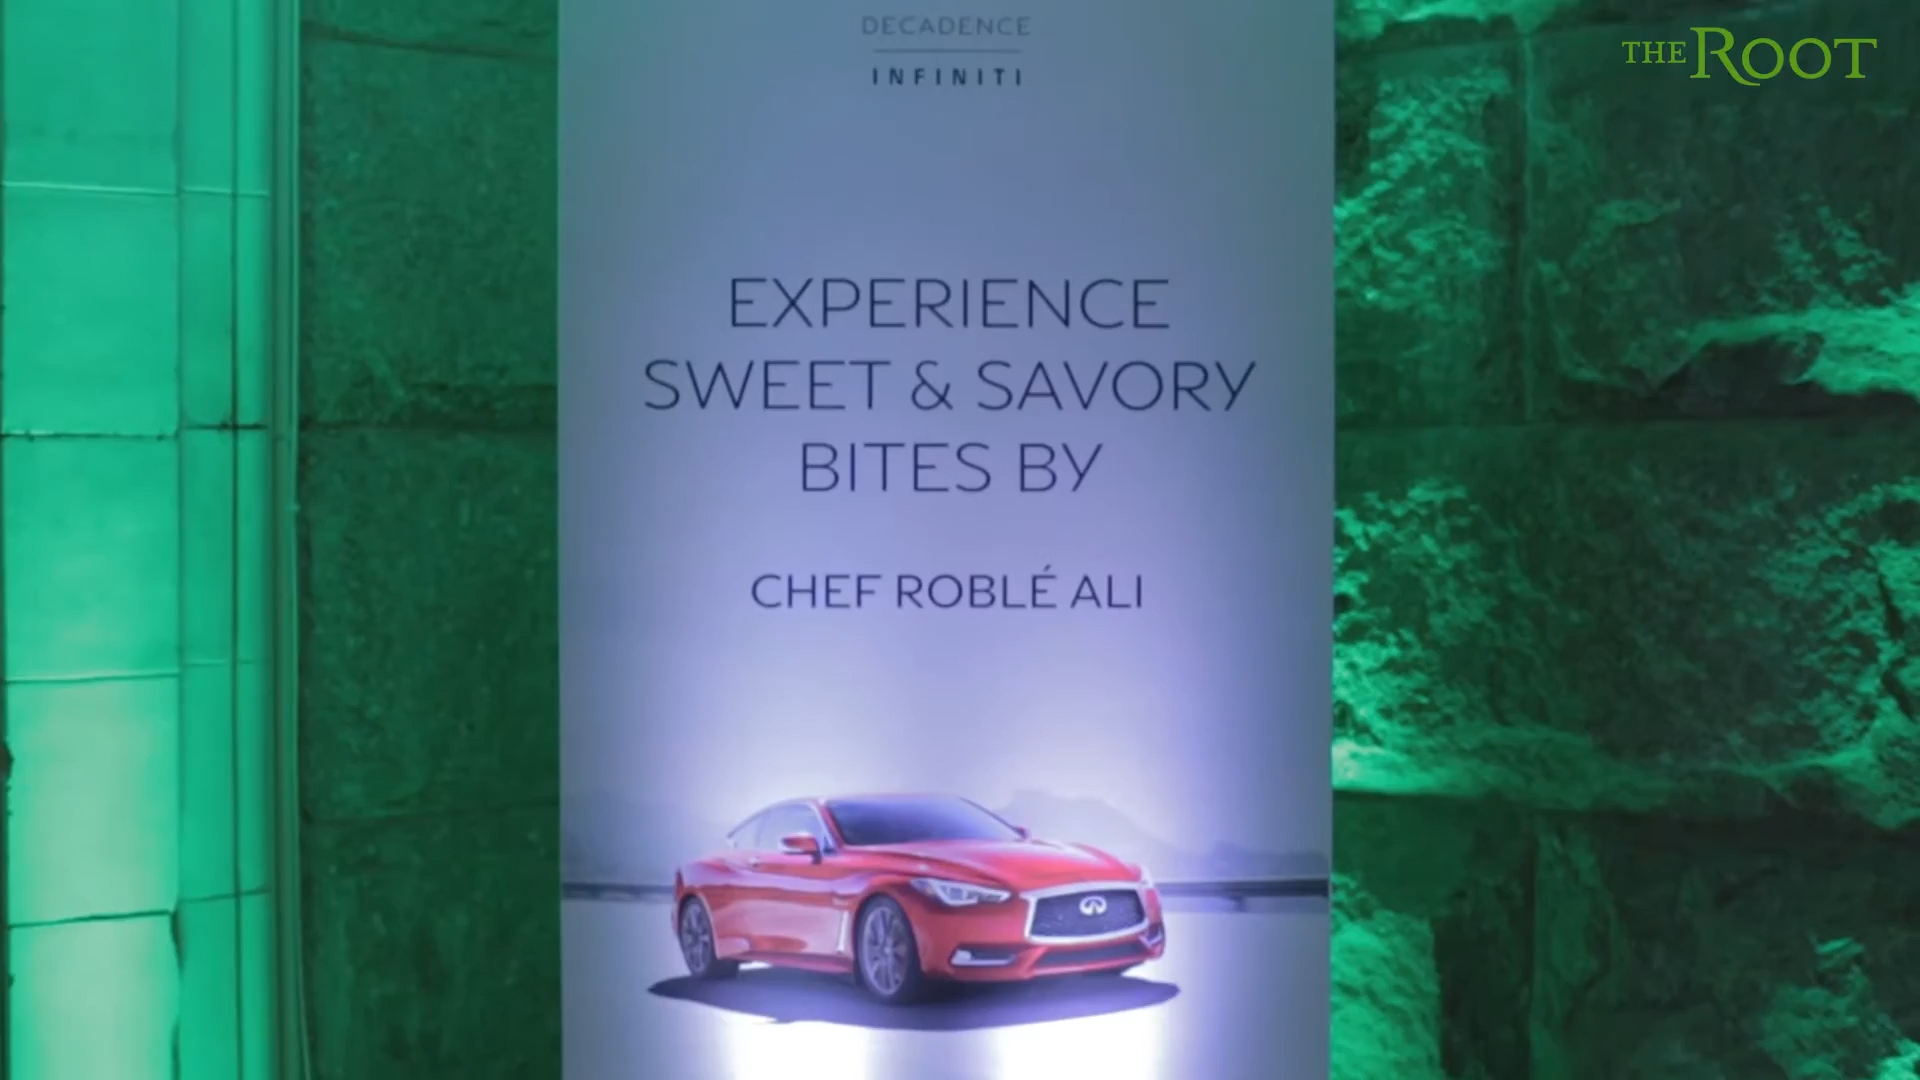 DECADENCE
INFINITI
THE ROOT
EXPERIENCE
SWEET & SAVORY
BITES BY
CHEF ROBLÉ ALI